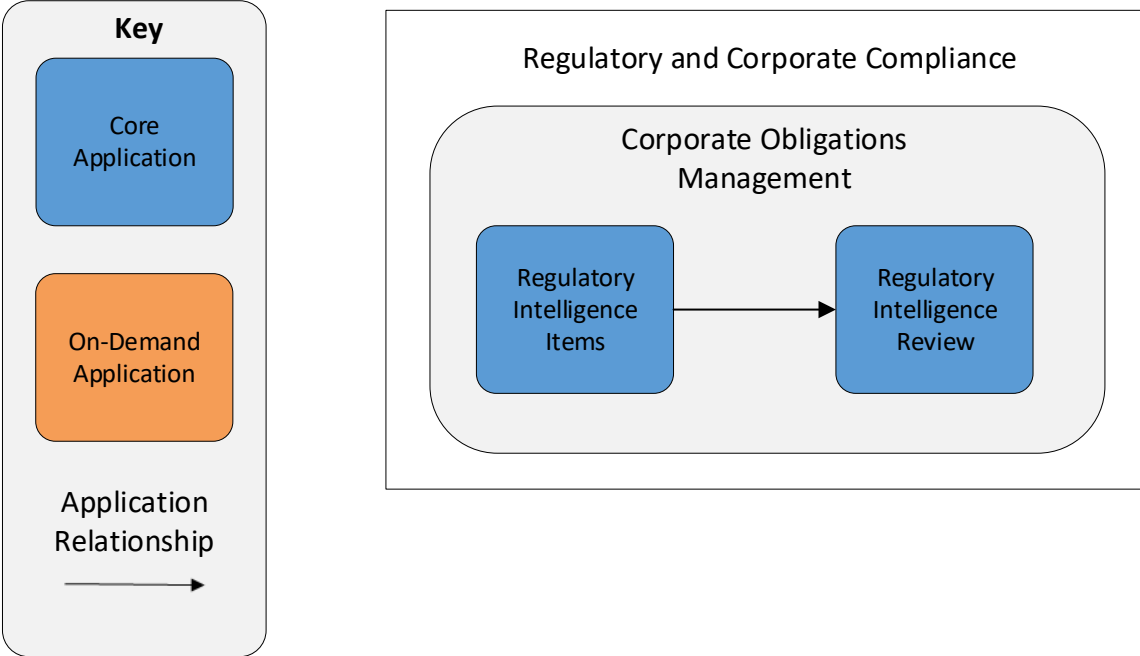 Key
Core
Application
On-Demand
Application
Application
Relationship
Regulatory and Corporate Compliance
Corporate Obligations
Management
Regulatory
Intelligence
Items
Regulatory
Intelligence
Review